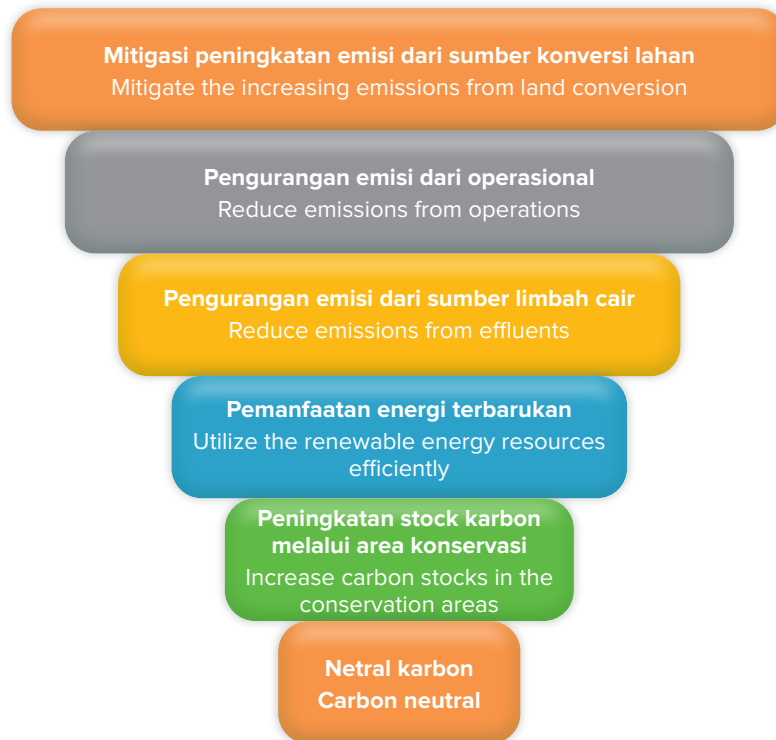 Mitigasi peningkatan emisi dari sumber konversi lahan
Mitigate the increasing emissions from land conversion
Pengurangan emisi dari operasional
Reduce emissions from operations
Pengurangan emisi dari sumber limbah cair
Reduce emissions from effluents
Pemanfaatan energi terbarukan
Utilize the renewable energy resources
efficiently
Peningkatan stock karbon
melalui area konservasi
Increase carbon stocks in the
conservation areas
Netral karbon
Carbon neutral